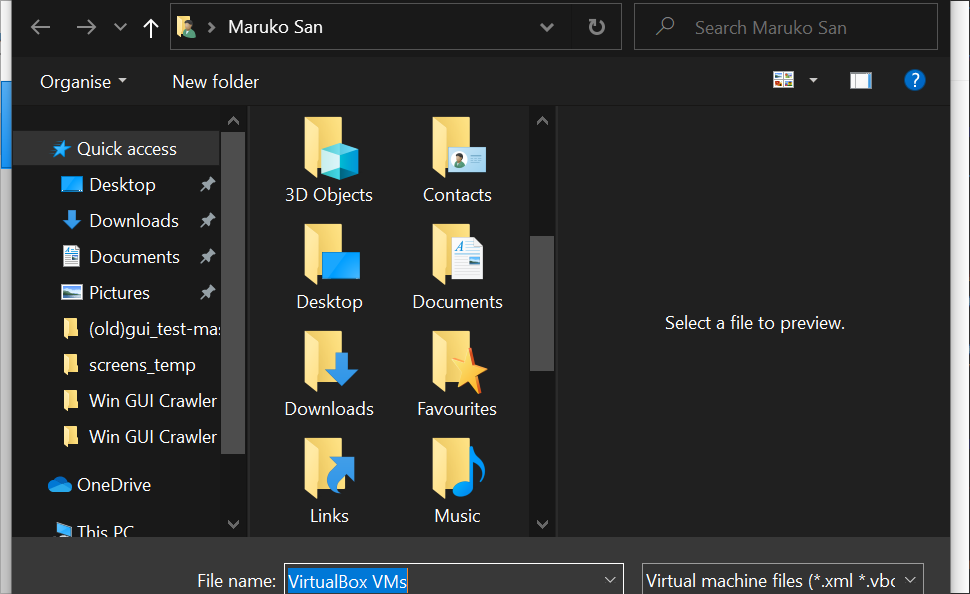 Maruko San
Search Maruko San
Organise
New folder
?
Quick access
Desktop
Downloads
Documents
Pictures
(old)gui_test-mas
screens_temp
Win GUI Crawler
Win GUI Crawler
OneDrive
This PC
3D Objects
Contacts
Desktop
Documents
Downloads
Favourites
Links
Music
Select a file to preview.
File name:
VirtualBox VMs
Virtual machine files (*.xml *.vbo